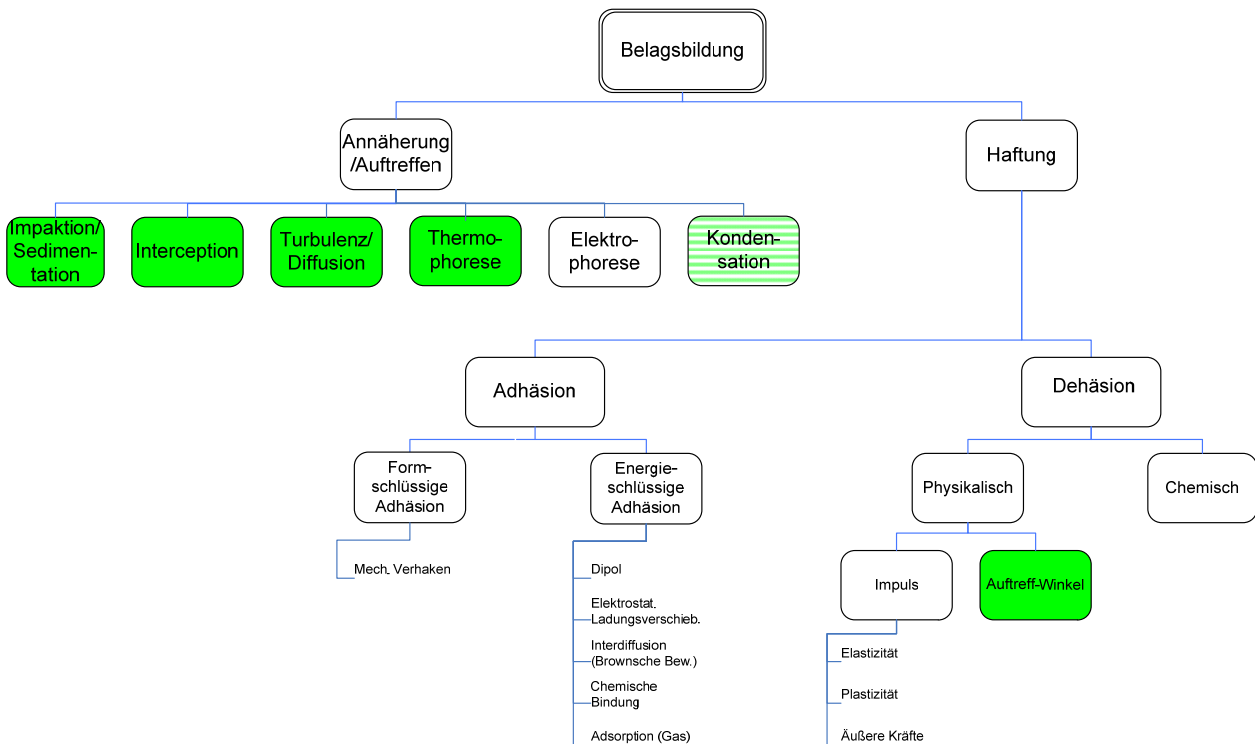 Belagsbildung
Annäherung
/Auftreffen
Haftung
Impaktion/
Sedimen-
tation
Interception
Turbulenz/
Diffusion
Thermo-
phorese
Elektro-
phorese
Konden-
sation
Adhäsion
Dehäsion
Form-
schlüssige
Adhäsion
Energie-
schlüssige
Adhäsion
Physikalisch
Chemisch
Mech. Verhaken
Dipol
Elektrostat.
Ladungsverschieb.
Interdiffusion
(Brownsche Bew.)
Chemische
Bindung
Adsorption (Gas)
Impuls
Auftreff-Winkel
Elastizität
Plastizität
Äußere Kräfte